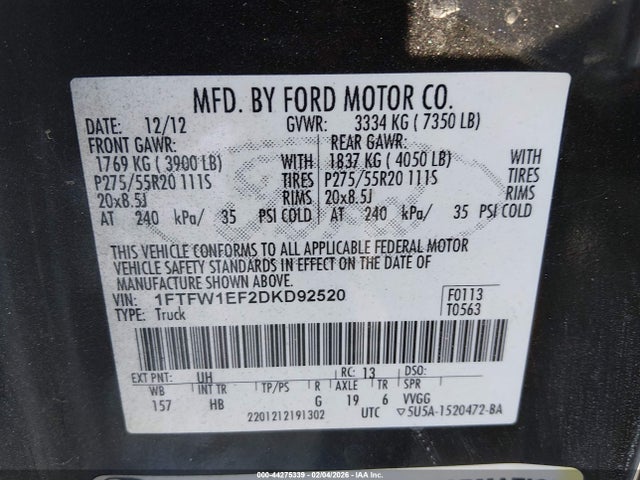 MFD. BY FORD MOTOR CO.
DATE: 12/12 GVWR: 3334 KG ( 7350 LB)
FRONT GAWR: REAR GAWR:
1769 KG ( 3900 LB) WITH 1837 KG ( 4050 LB) WITH
P275/55R20 111S TIRES P275/55R20 111S TIRES
20x8.5J RIMS 20x8.5J RIMS
AT 240 kPa/ 35 PSI COLD AT 240 kPa/ 35 PSI COLD
THIS VEHICLE CONFORMS TO ALL APPLICABLE FEDERAL MOTOR
VEHICLE SAFETY STANDARDS IN EFFECT ON THE DATE OF
MANUFACTURE SHOWN ABOVE.
VIN: 1FTFW1EF2DKD92520 F0113
TYPE: Truck T0563
EXT PNT: UH RC: 13 DSO:
WB INT TR TP/PS R AXLE TR SPR
157 HB G 19 6 VVGG
2201212191302 UTC ▽5U5A-1520472-BA
000-44275339 - 02/04/2026 - IAA Inc.